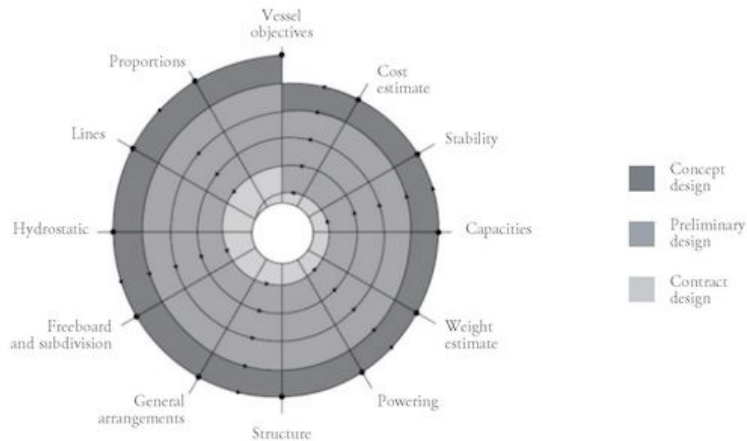 Vessel
objectives
Cost
estimate
Stability
Capacities
Weight
estimate
Powering
Structure
General
arrangements
Freeboard
and subdivision
Hydrostatic
Lines
Proportions
Concept
design
Preliminary
design
Contract
design